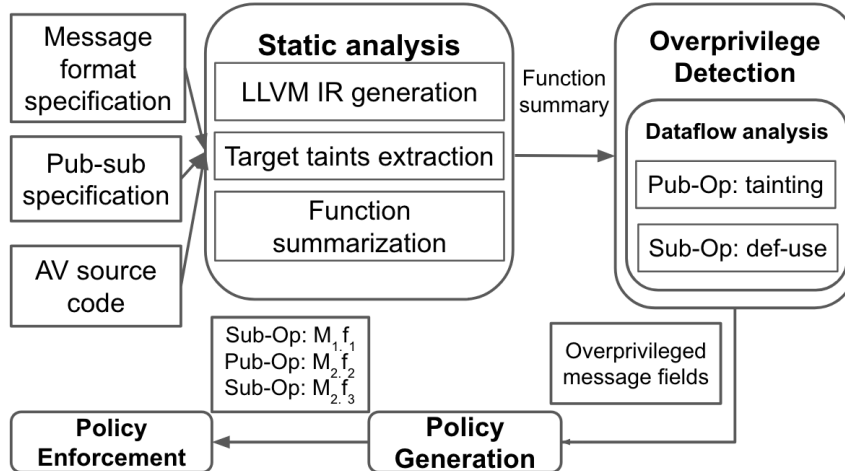 Message
format
specification
Pub-sub
specification
AV source
code
Static analysis
LLVM IR generation
Target taints extraction
Function
summarization
Function
summary
Overprivilege
Detection
Dataflow analysis
Pub-Op: tainting
Sub-Op: def-use
Sub-Op: M1.f1
Pub-Op: M2.f2
Sub-Op: M2.f3
Overprivileged
message fields
Policy
Enforcement
Policy
Generation